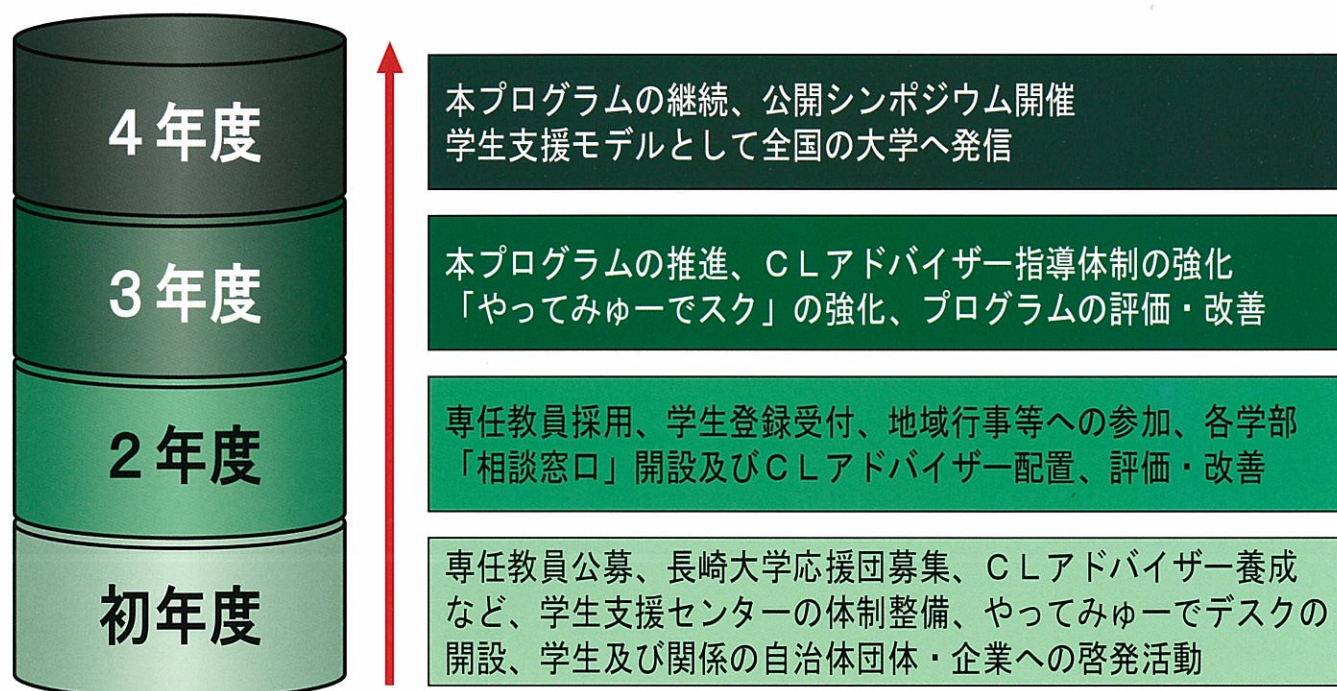 4年度
本プログラムの継続、公開シンポジウム開催
学生支援モデルとして全国の大学へ発信
3年度
本プログラムの推進、CLアドバイザー指導体制の強化
「やってみゅーでスク」の強化、プログラムの評価・改善
2年度
専任教員採用、学生登録受付、地域行事等への参加、各学部
「相談窓口」開設及びCLアドバイザー配置、評価・改善
初年度
専任教員公募、長崎大学応援団募集、CLアドバイザー養成
など、学生支援センターの体制整備、やってみゅーでデスクの
開設、学生及び関係の自治体団体・企業への啓発活動